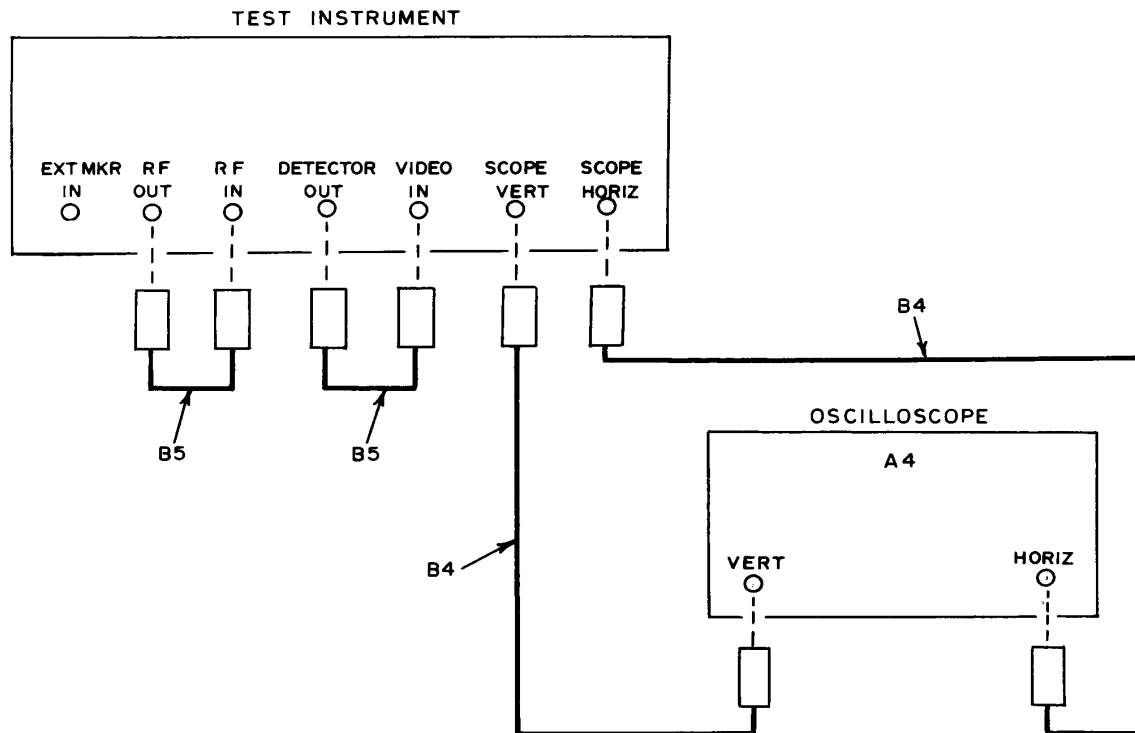 TEST INSTRUMENT
EXT MKR IN
RF OUT
RF IN
DETECTOR OUT
VIDEO IN
SCOPE VERT
SCOPE HORIZ
B4
B5
B5
OSCILLOSCOPE
A4
B4
VERT
HORIZ